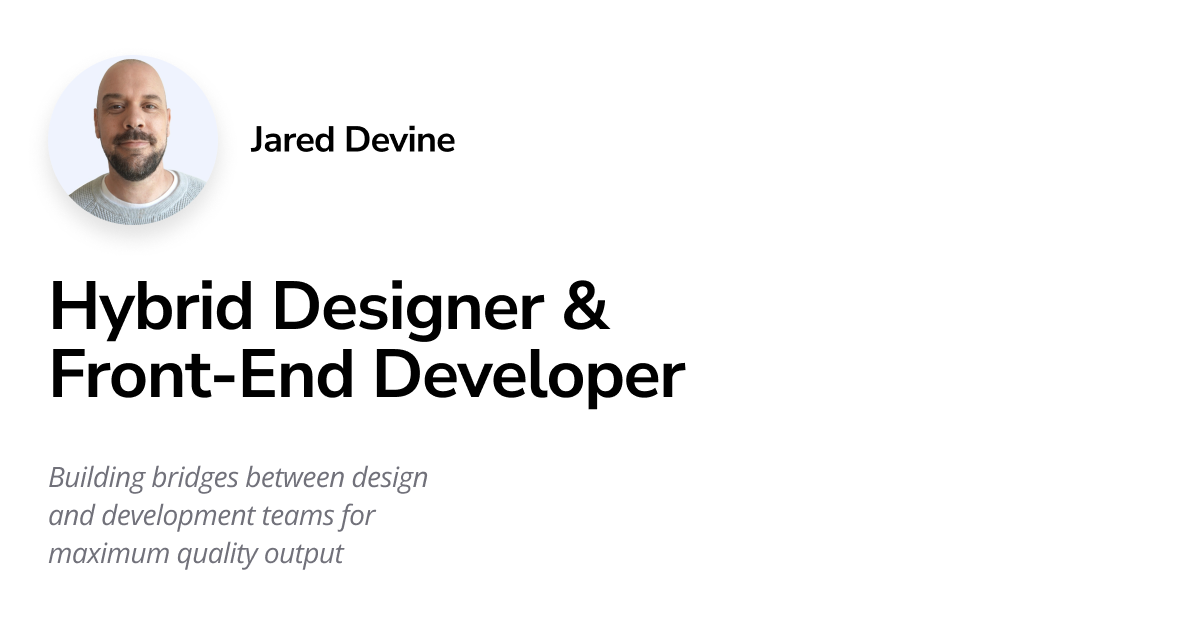 Jared Devine
Hybrid Designer &
Front-End Developer
Building bridges between design
and development teams for
maximum quality output